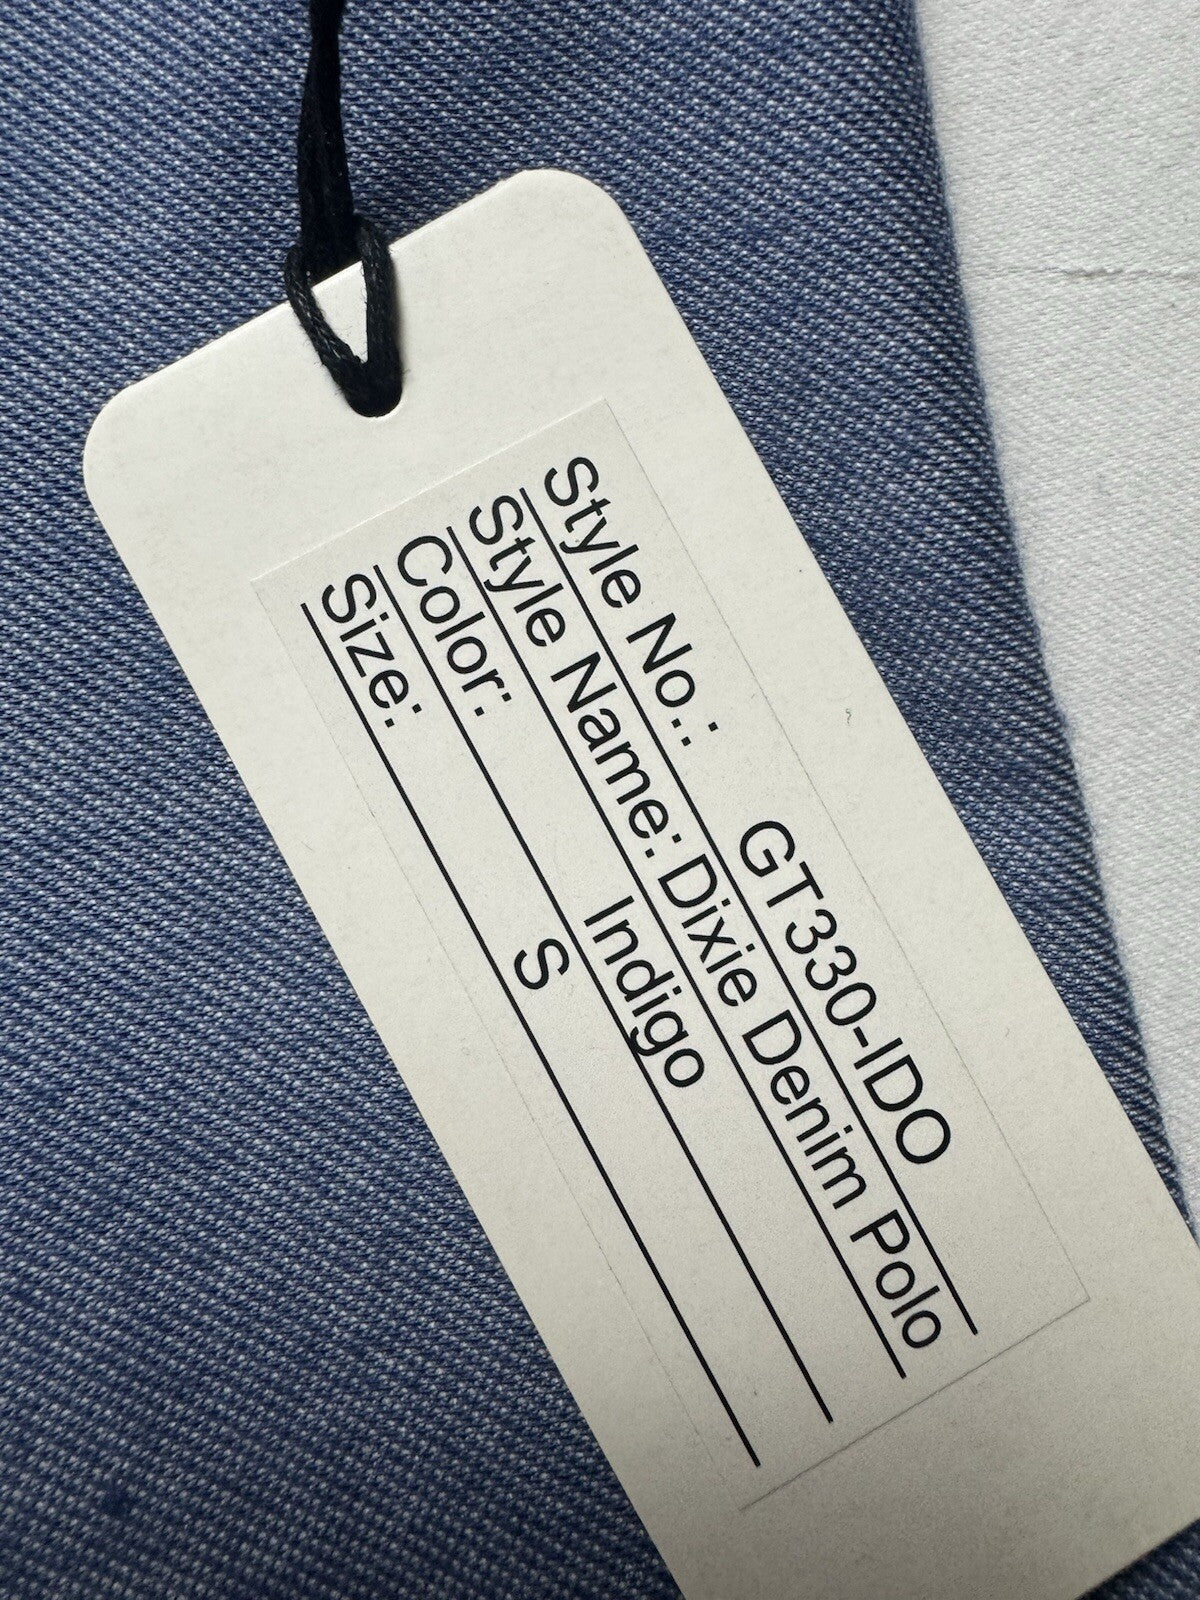 Style No.: GT330-IDO
Style Name: Dixie Denim Polo
Color: Indigo
Size: S